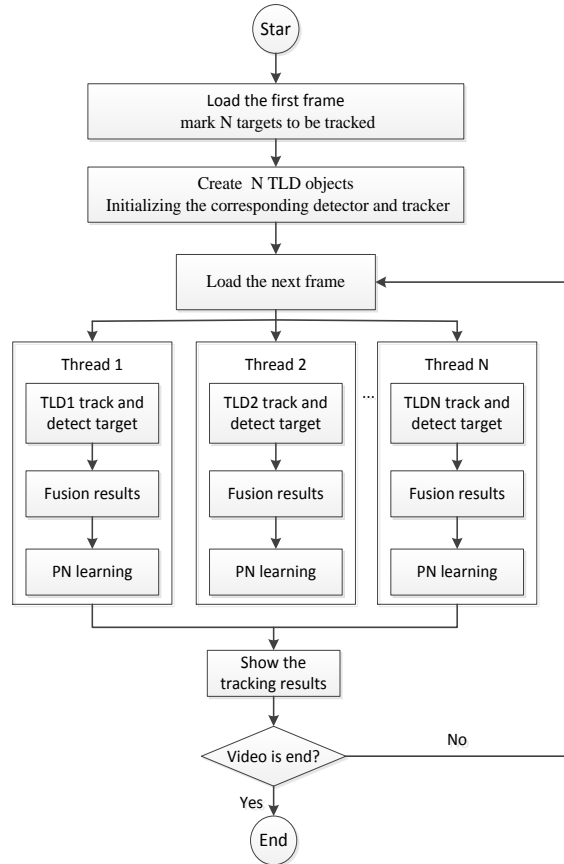 Star
Load the first frame
mark N targets to be tracked
Create N TLD objects
Initializing the corresponding detector and tracker
Load the next frame
Thread 1
TLD1 track and
detect target
Fusion results
PN learning
Thread 2
TLD2 track and
detect target
Fusion results
PN learning
...
Thread N
TLDN track and
detect target
Fusion results
PN learning
Show the
tracking results
Video is end?
No
Yes
End